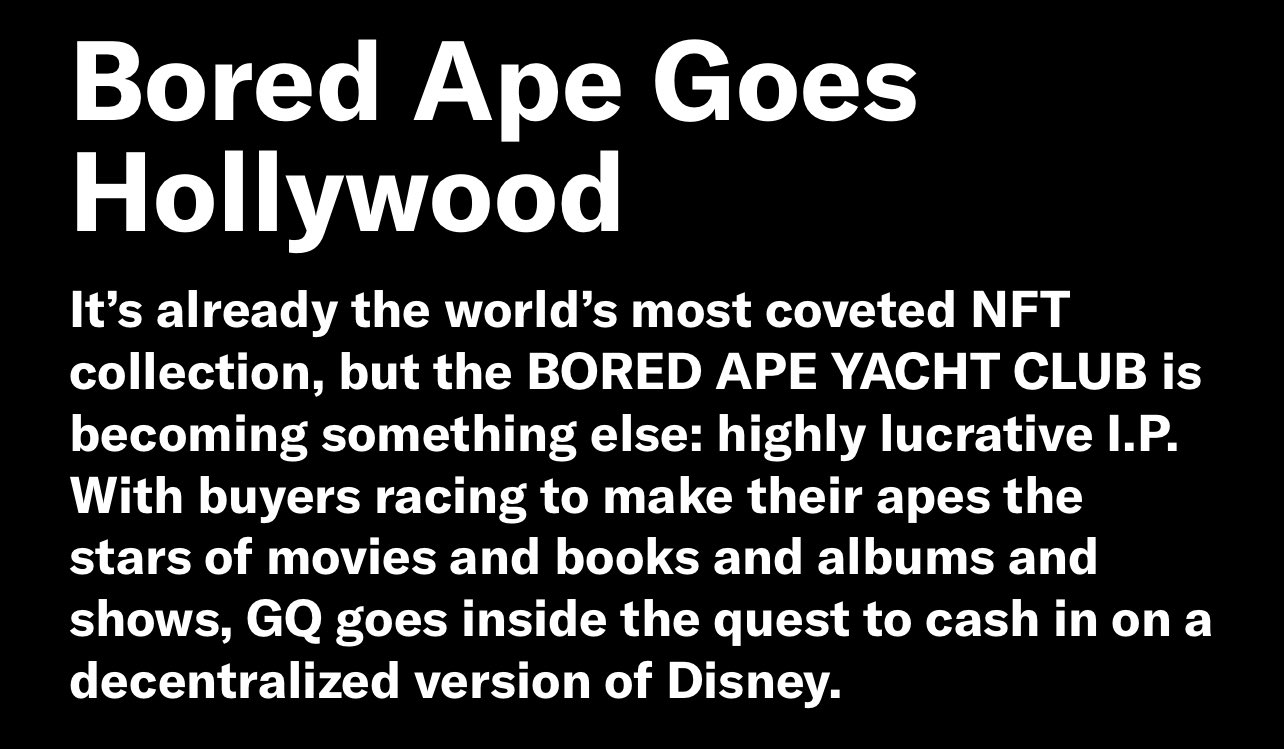 Bored Ape Goes
Hollywood
It’s already the world’s most coveted NFT
collection, but the BORED APE YACHT CLUB is
becoming something else: highly lucrative I.P.
With buyers racing to make their apes the
stars of movies and books and albums and
shows, GQ goes inside the quest to cash in on a
decentralized version of Disney.